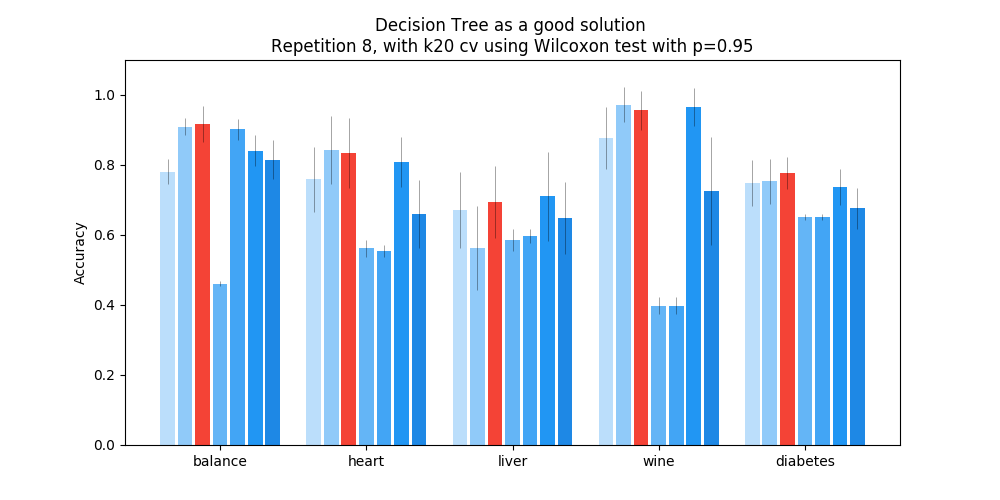 Decision Tree as a good solution
Repetition 8, with k20 cv using Wilcoxon test with p=0.95
Accuracy
1.0
0.8
0.6
0.4
0.2
0.0
balance heart liver wine diabetes